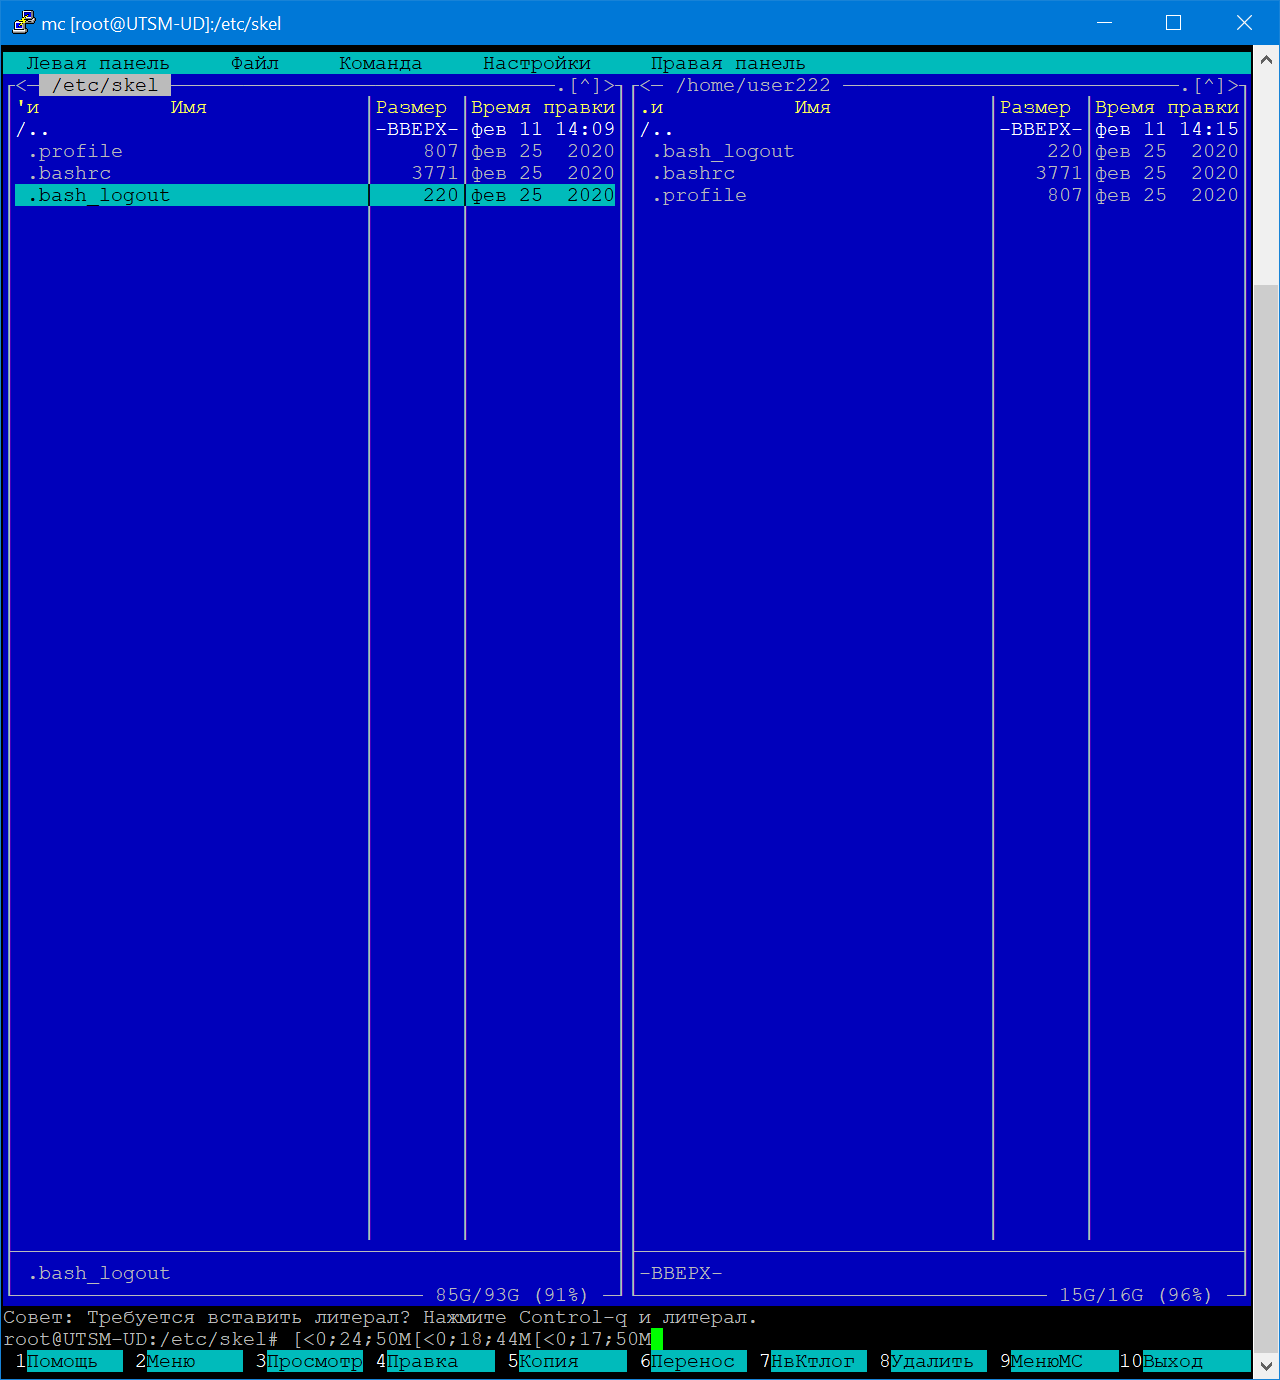 mc [root@UTSM-UD]:/etc/skel
Левая панель Файл Команда Настройки Правая панель
<─ /etc/skel .[^]> <─ /home/user222 .[^]>
'и Имя Размер Время правки .и Имя Размер Время правки
/.. -ВВЕРХ- фев 11 14:09 /.. -ВВЕРХ- фев 11 14:15
.profile 807 фев 25 2020 .bash_logout 220 фев 25 2020
.bashrc 3771 фев 25 2020 .bashrc 3771 фев 25 2020
.bash_logout 220 фев 25 2020 .profile 807 фев 25 2020
.bash_logout -ВВЕРХ-
85G/93G (91%) 15G/16G (96%)
Совет: Требуется вставить литерал? Нажмите Control-q и литерал.
root@UTSM-UD:/etc/skel# [<0;24;50M[<0;18;44M[<0;17;50M
1Помощь 2Меню 3Просмотр 4Правка 5Копия 6Перенос 7НвКтлог 8Удалить 9МенюМС 10Выход